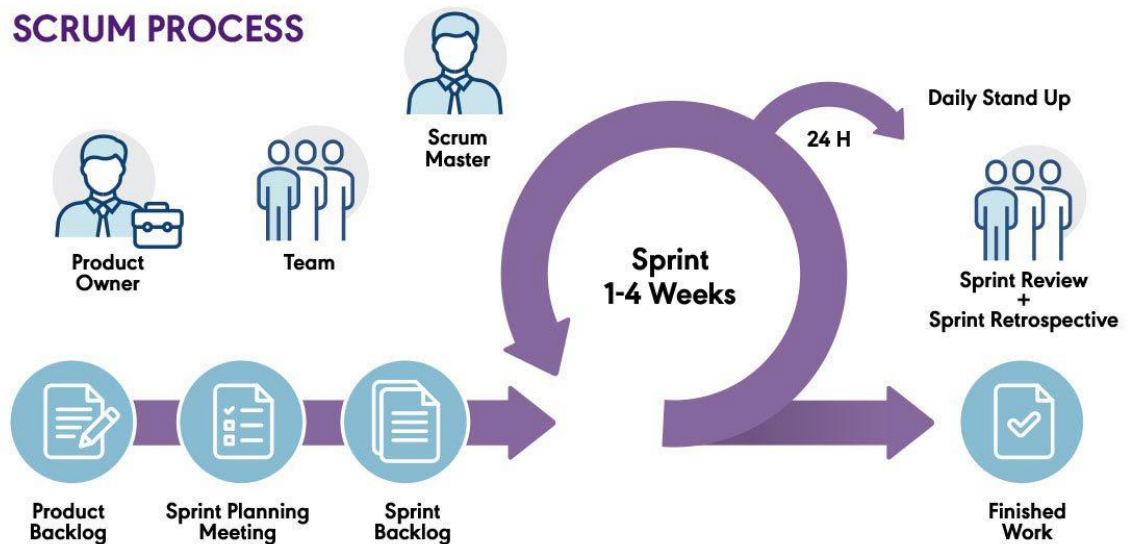 SCRUM PROCESS
Scrum
Master
Product
Owner
Team
24 H
Daily Stand Up
Sprint
1-4 Weeks
Sprint Review
+
Sprint Retrospective
Product
Backlog
Sprint Planning
Meeting
Sprint
Backlog
Finished
Work